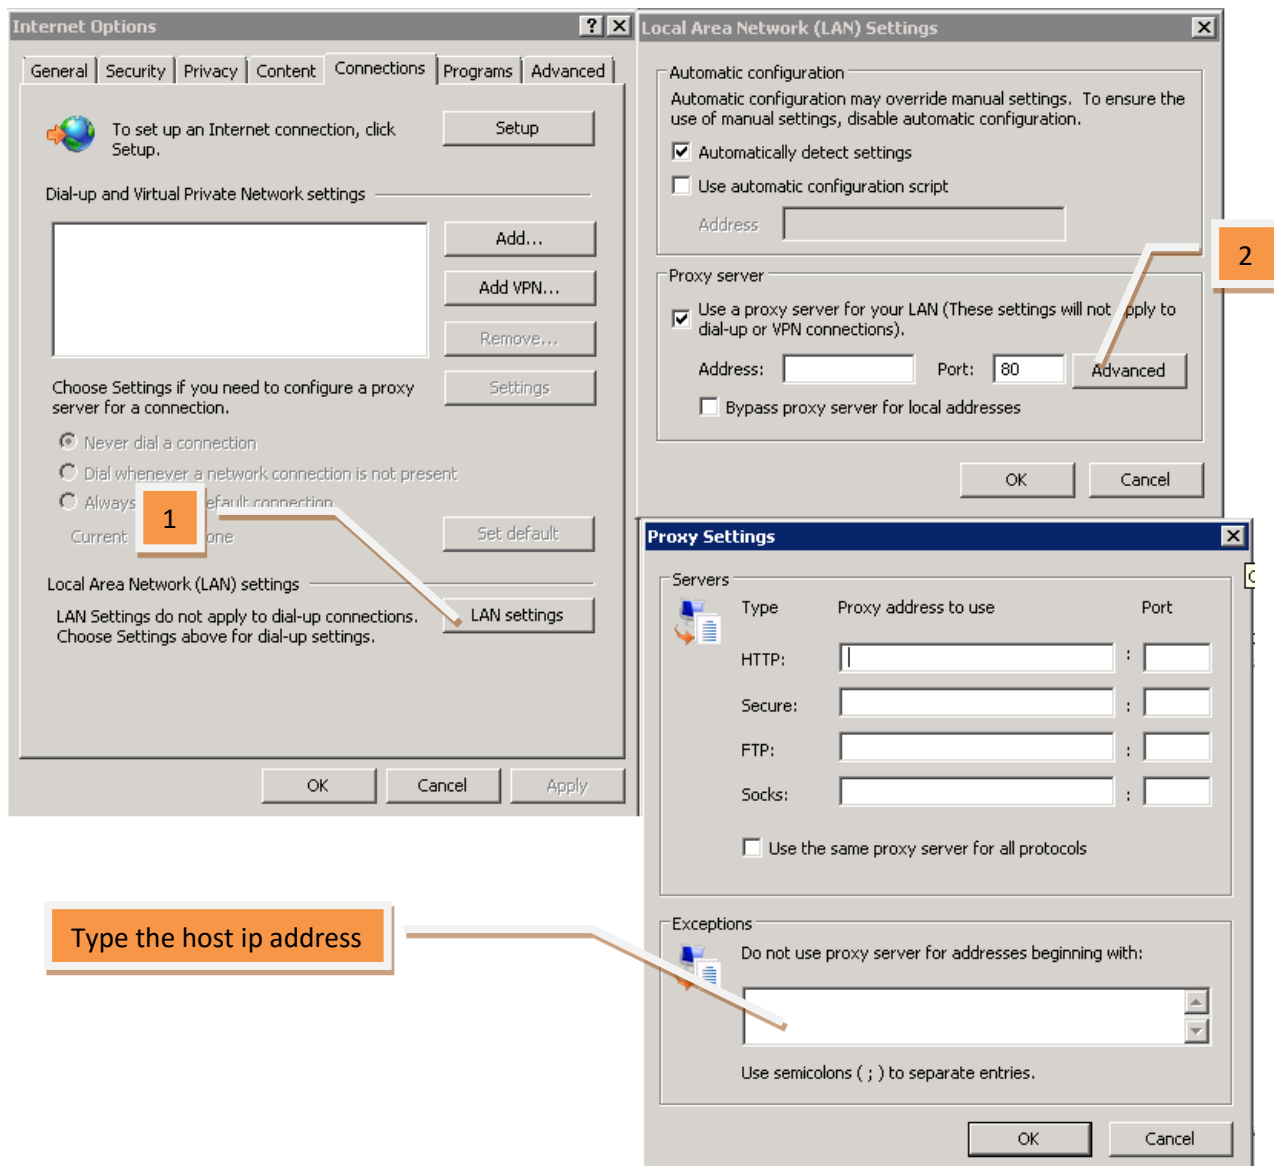 Internet Options
General Security Privacy Content Connections Programs Advanced
To set up an Internet connection, click
Setup.
Setup
Dial-up and Virtual Private Network settings
Add...
Add VPN...
Remove...
Choose Settings if you need to configure a proxy
server for a connection.
Settings
Never dial a connection
Dial whenever a network connection is not present
Always default connection
Current
Set default
1
Local Area Network (LAN) settings
LAN Settings do not apply to dial-up connections.
Choose Settings above for dial-up settings.
LAN settings
OK Cancel Apply
Local Area Network (LAN) Settings
Automatic configuration
Automatic configuration may override manual settings. To ensure the
use of manual settings, disable automatic configuration.
Automatically detect settings
Use automatic configuration script
Address
2
Proxy server
Use a proxy server for your LAN (These settings will not apply to
dial-up or VPN connections).
Address: Port: 80 Advanced
Bypass proxy server for local addresses
OK Cancel
Proxy Settings
Servers
Type Proxy address to use Port
HTTP: :
Secure: :
FTP: :
Socks: :
Use the same proxy server for all protocols
Type the host ip address
Exceptions
Do not use proxy server for addresses beginning with:
Use semicolons ( ; ) to separate entries.
OK Cancel